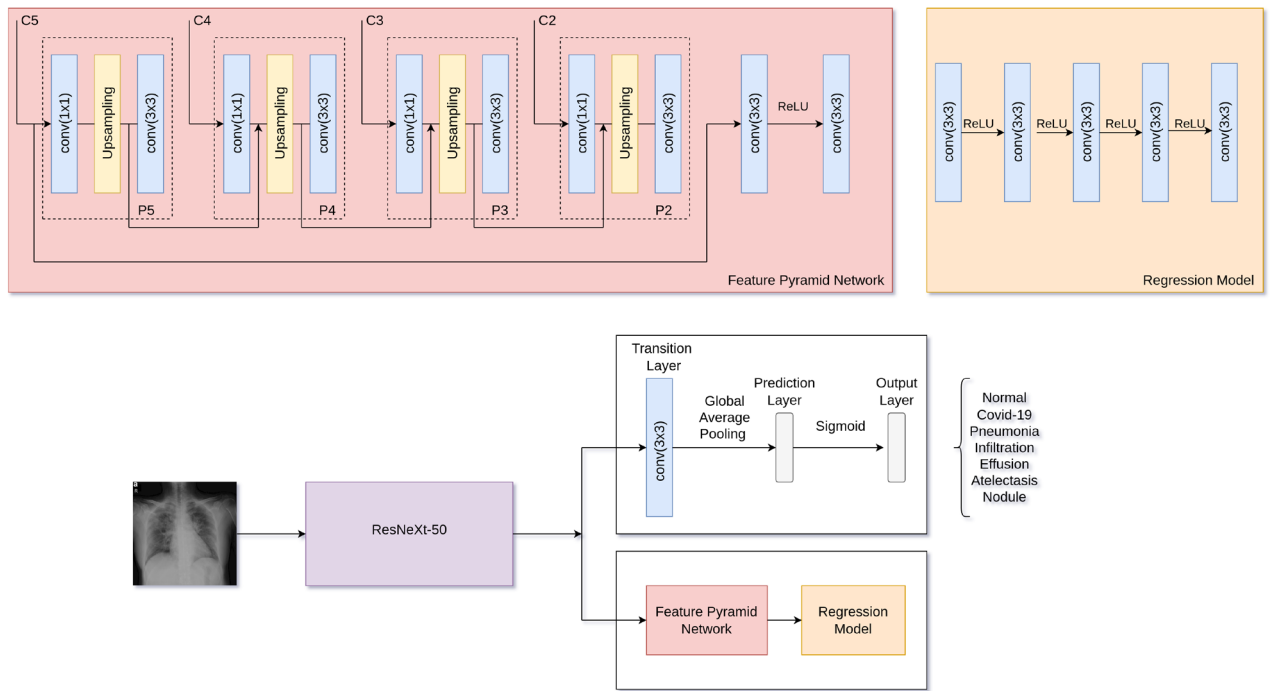 C5
C4
C3
C2
conv(1x1)
Upsampling
conv(3x3)
P5
conv(1x1)
Upsampling
conv(3x3)
P4
conv(1x1)
Upsampling
conv(3x3)
P3
conv(1x1)
Upsampling
conv(3x3)
P2
conv(3x3)
ReLU
conv(3x3)
Feature Pyramid Network
conv(3x3)
ReLU
conv(3x3)
ReLU
conv(3x3)
ReLU
conv(3x3)
ReLU
conv(3x3)
Regression Model
ResNeXt-50
Transition
Layer
conv(3x3)
Global
Average
Pooling
Prediction
Layer
Sigmoid
Output
Layer
Normal
Covid-19
Pneumonia
Infiltration
Effusion
Atelectasis
Nodule
Feature Pyramid
Network
Regression
Model